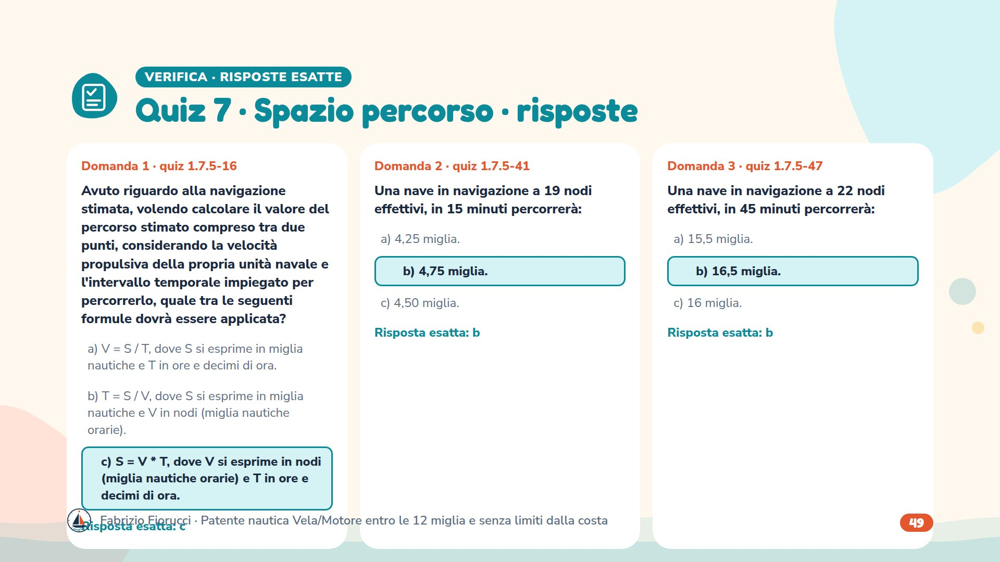 VERIFICA · RISPOSTE ESATTE
Quiz 7 · Spazio percorso · risposte
Domanda 1 · quiz 1.7.5-16
Avuto riguardo alla navigazione
stimata, volendo calcolare il valore del
percorso stimato compreso tra due
punti, considerando la velocità
propulsiva della propria unità navale e
l'intervallo temporale impiegato per
percorrerlo, quale tra le seguenti
formule dovrà essere applicata?
a) V = S / T, dove S si esprime in miglia
nautiche e T in ore e decimi di ora.
b) T = S / V, dove S si esprime in miglia
nautiche e V in nodi (miglia nautiche
orarie).
c) S = V * T, dove V si esprime in nodi
(miglia nautiche orarie) e T in ore e
decimi di ora.
Risposta esatta: c
Domanda 2 · quiz 1.7.5-41
Una nave in navigazione a 19 nodi
effettivi, in 15 minuti percorrerà:
a) 4,25 miglia.
b) 4,75 miglia.
c) 4,50 miglia.
Risposta esatta: b
Domanda 3 · quiz 1.7.5-47
Una nave in navigazione a 22 nodi
effettivi, in 45 minuti percorrerà:
a) 15,5 miglia.
b) 16,5 miglia.
c) 16 miglia.
Risposta esatta: b
Fabrizio Fiorucci · Patente nautica Vela/Motore entro le 12 miglia e senza limiti dalla costa
49